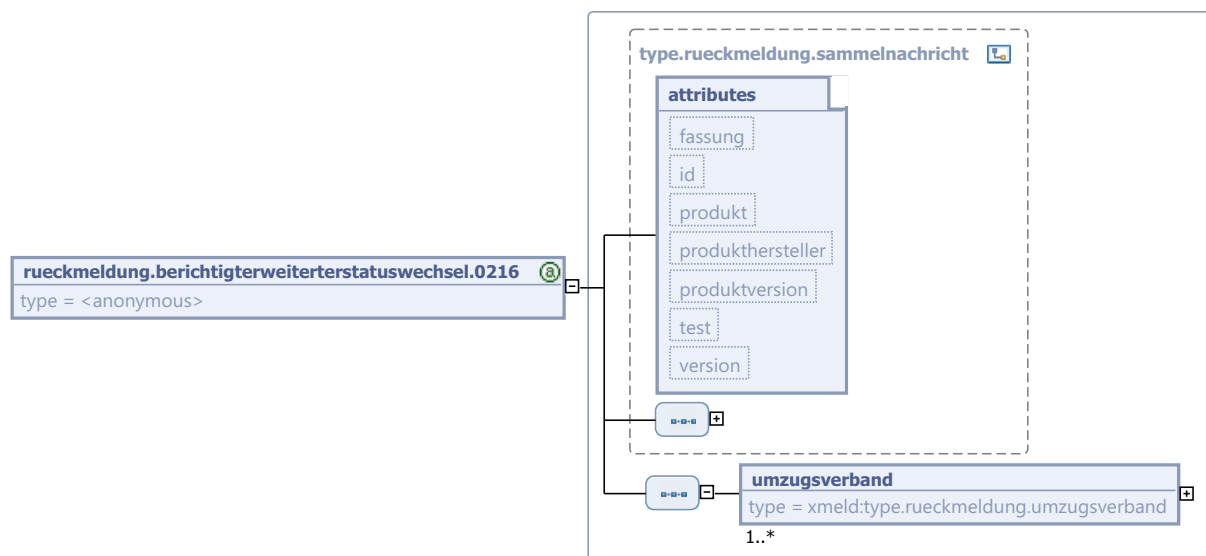 type.rueckmeldung.sammelnachricht
attributes
fassung
id
produkt
produkthersteller
produktversion
test
version
rueckmeldung.berichtigterweiterterstatuswechsel.0216
type = <anonymous>
umzugsverband
type = xmeld:type.rueckmeldung.umzugsverband
1..*